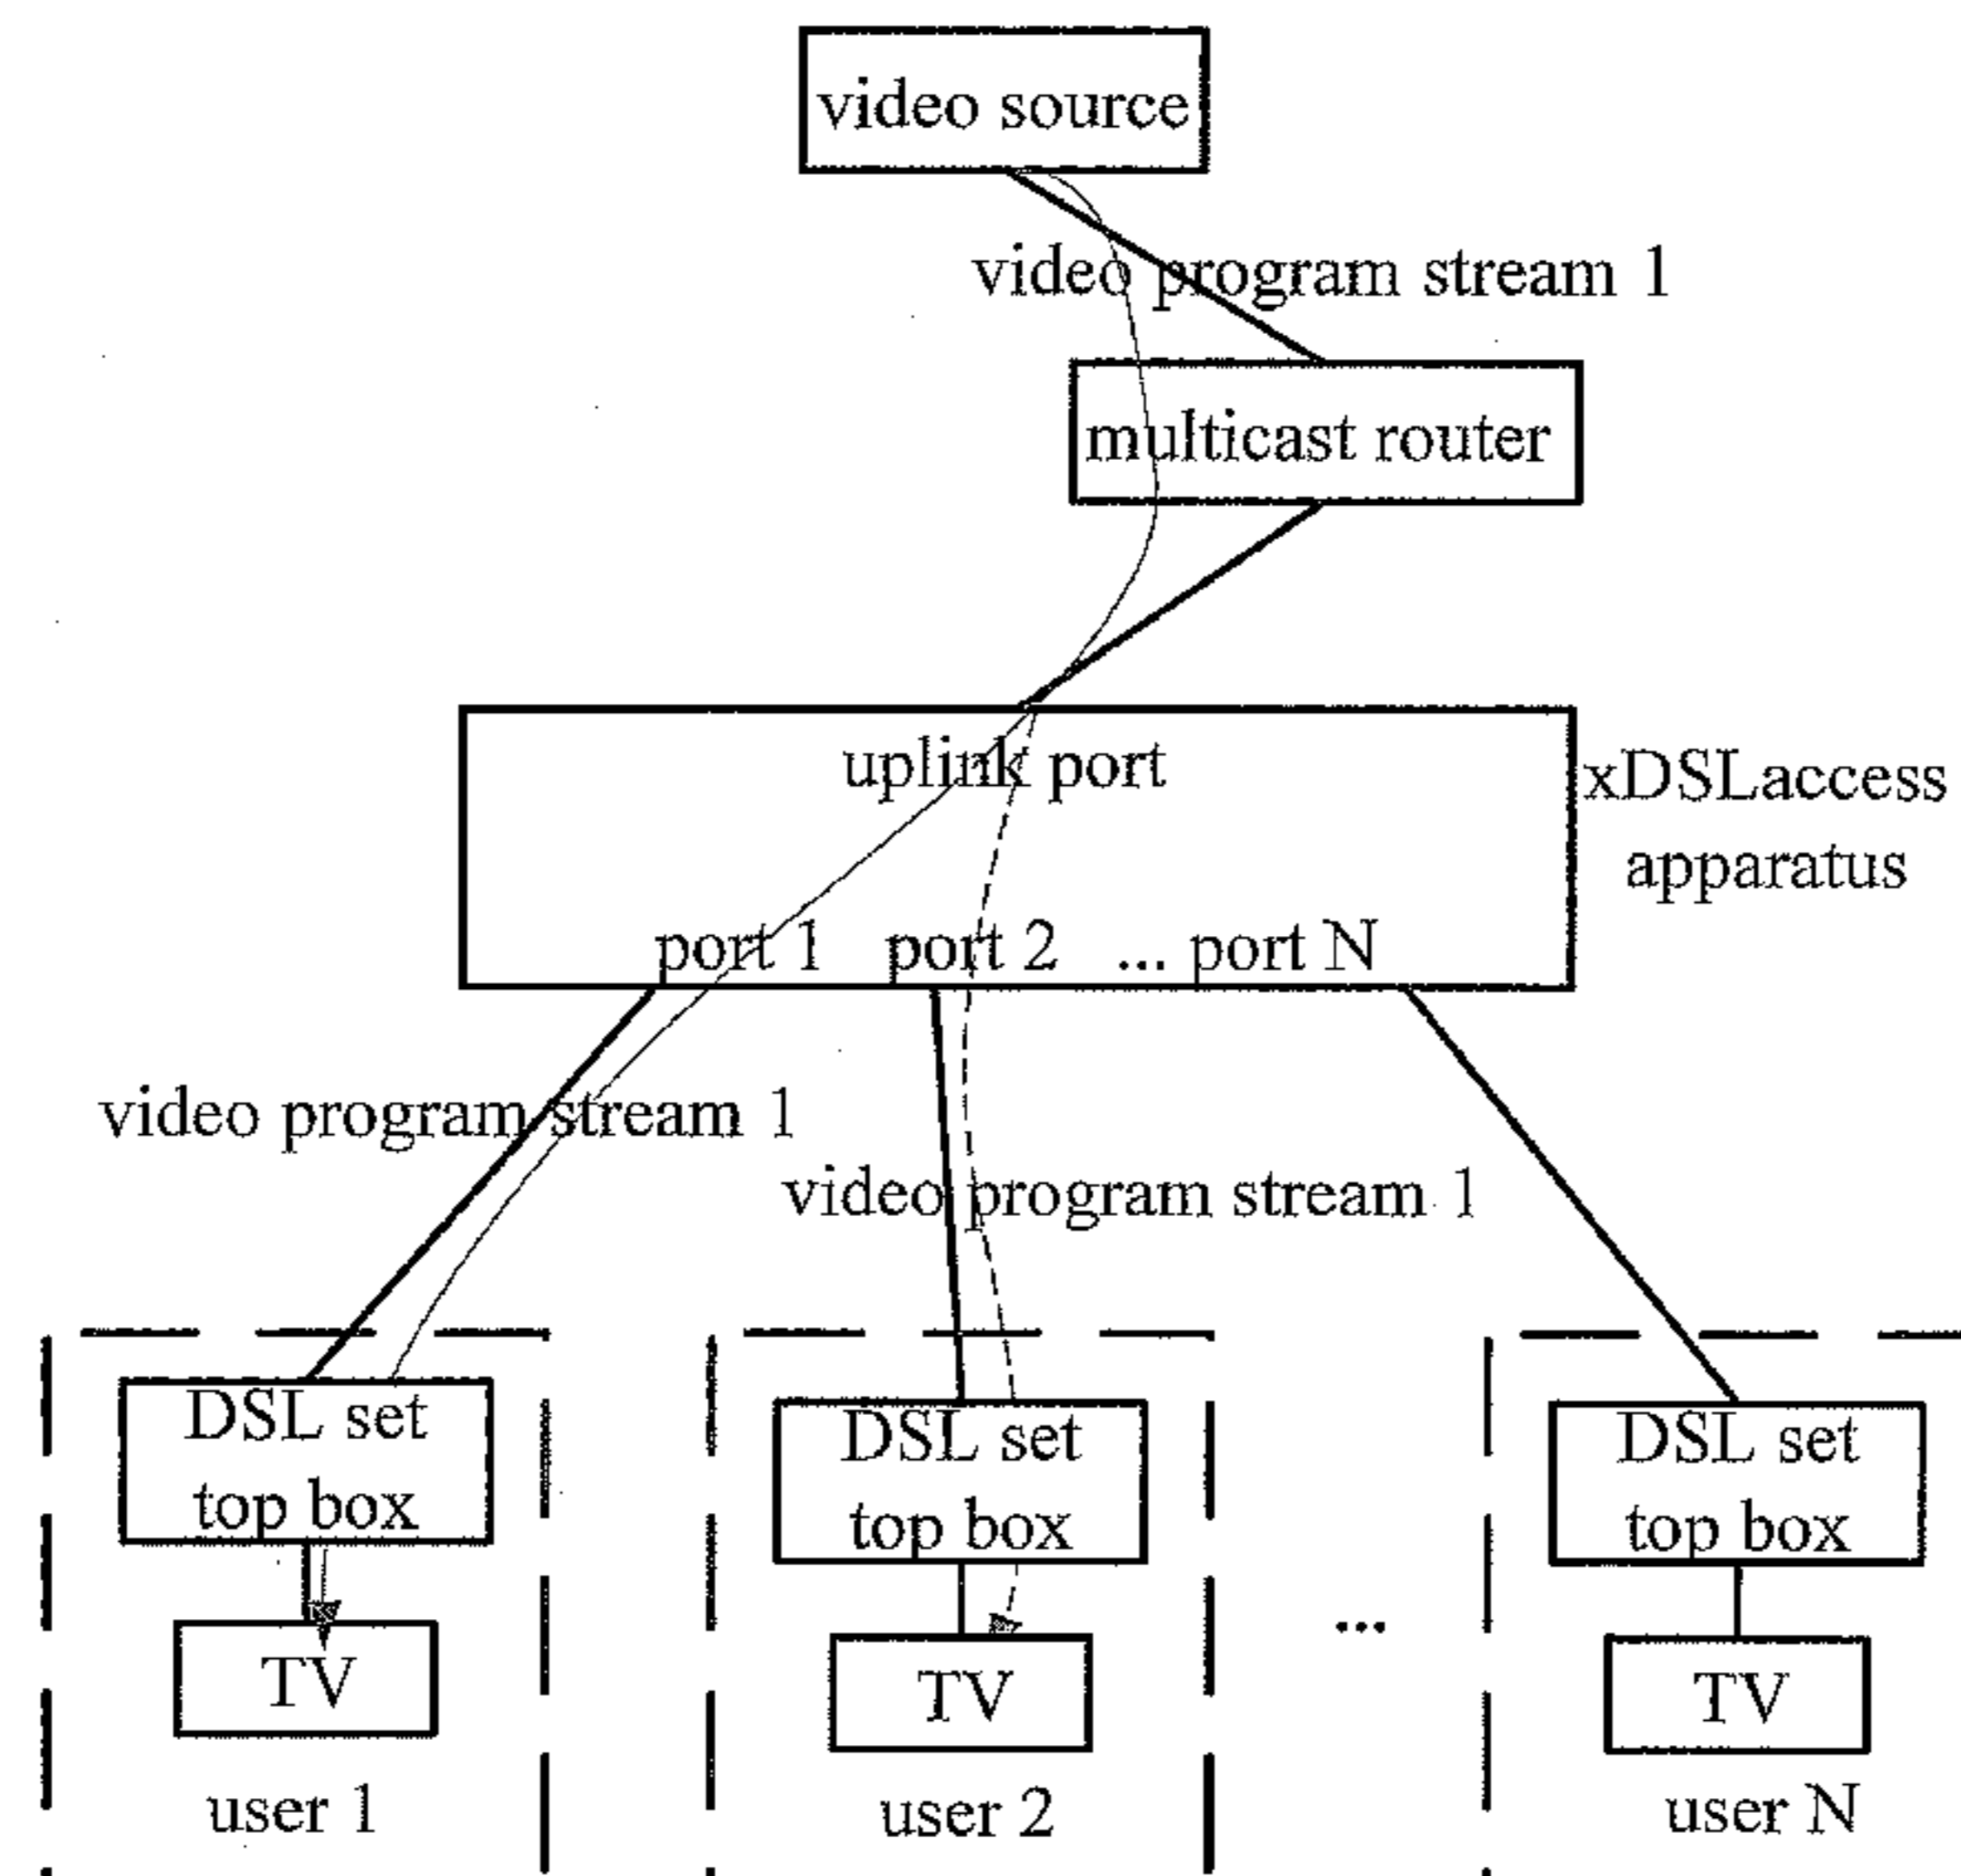 video source
video program stream 1
multicast router
uplink port
xDSLaccess
apparatus
port 1 port 2 ... port N
video program stream 1
video program stream 1
DSL set
top box
DSL set
top box
DSL set
top box
...
TV
TV
TV
user 1
user 2
user N